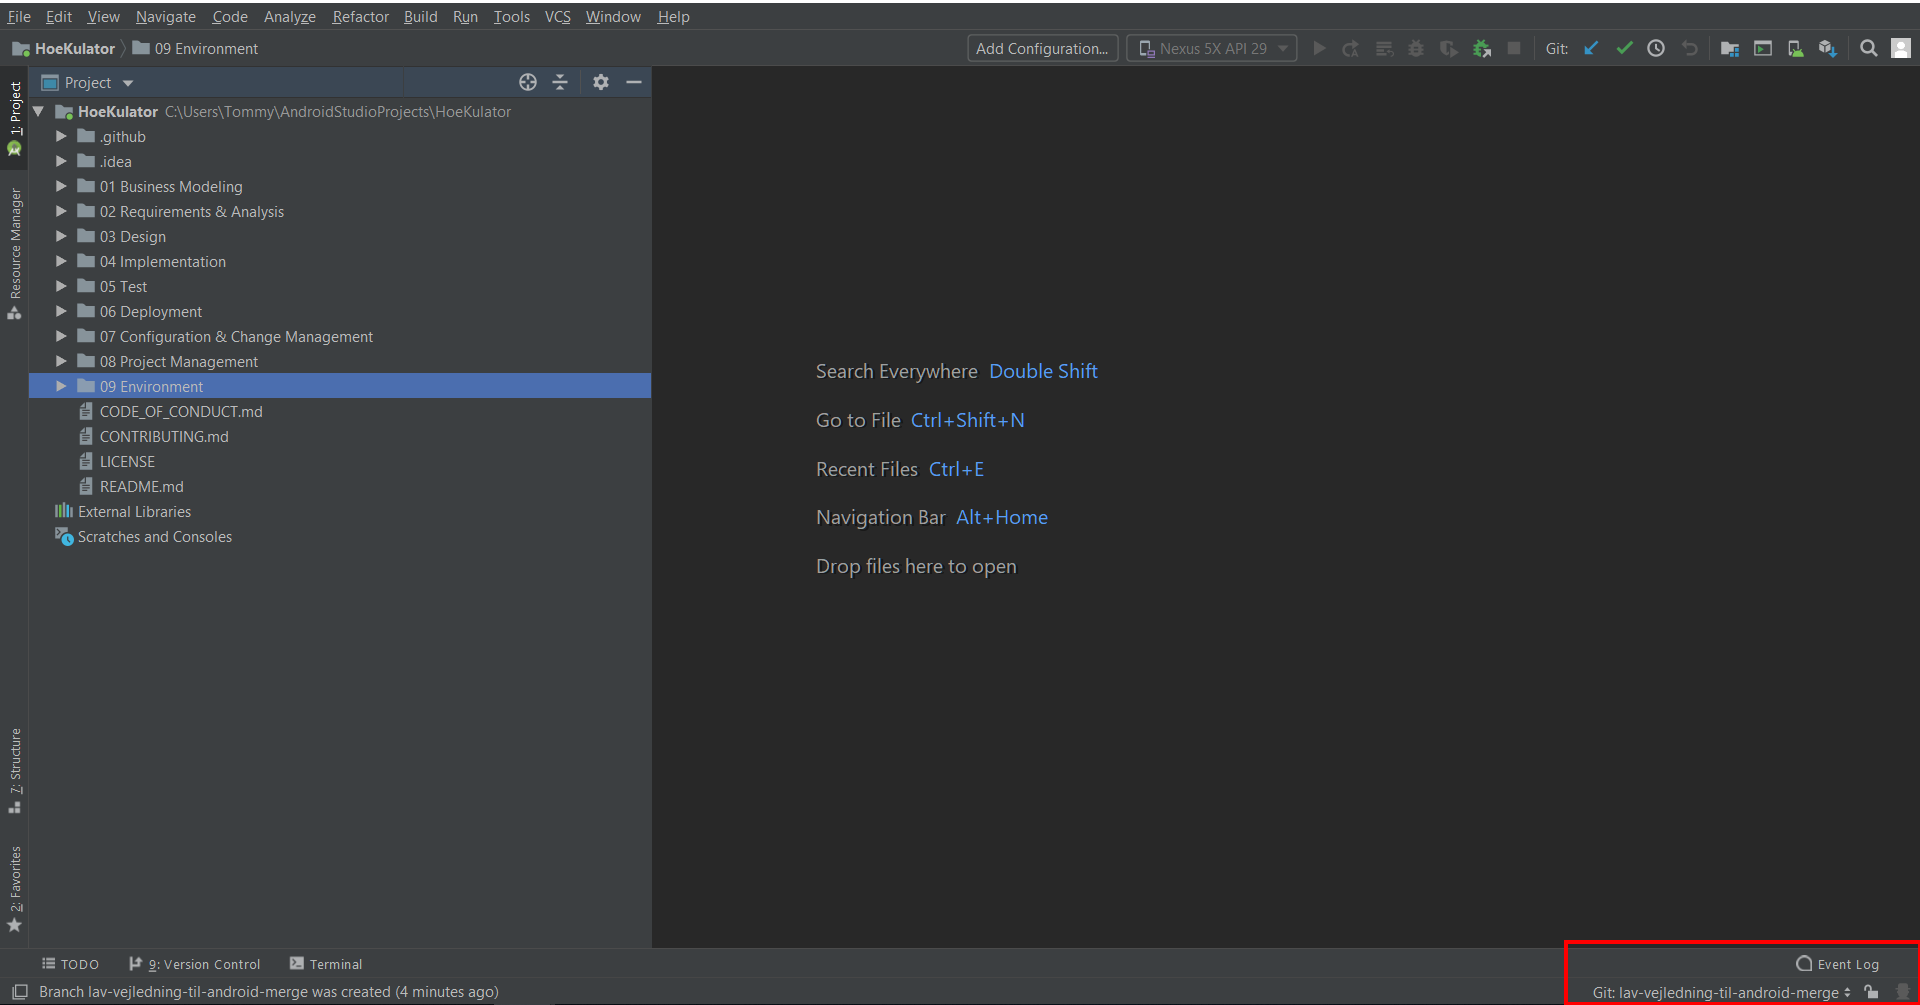 File Edit View Navigate Code Analyze Refactor Build Run Tools VCS Window Help
HoeKulator 09 Environment Add Configuration... Nexus 5X API 29 Git:
Project
1: Project
Resource Manager
7: Structure
2: Favorites
HoeKulator C:\Users\Tommy\AndroidStudioProjects\HoeKulator
.github
.idea
01 Business Modeling
02 Requirements & Analysis
03 Design
04 Implementation
05 Test
06 Deployment
07 Configuration & Change Management
08 Project Management
09 Environment
CODE_OF_CONDUCT.md
CONTRIBUTING.md
LICENSE
README.md
External Libraries
Scratches and Consoles
Search Everywhere Double Shift
Go to File Ctrl+Shift+N
Recent Files Ctrl+E
Navigation Bar Alt+Home
Drop files here to open
TODO 9: Version Control Terminal Event Log
Branch lav-vejledning-til-android-merge was created (4 minutes ago) Git: lav-vejledning-til-android-merge